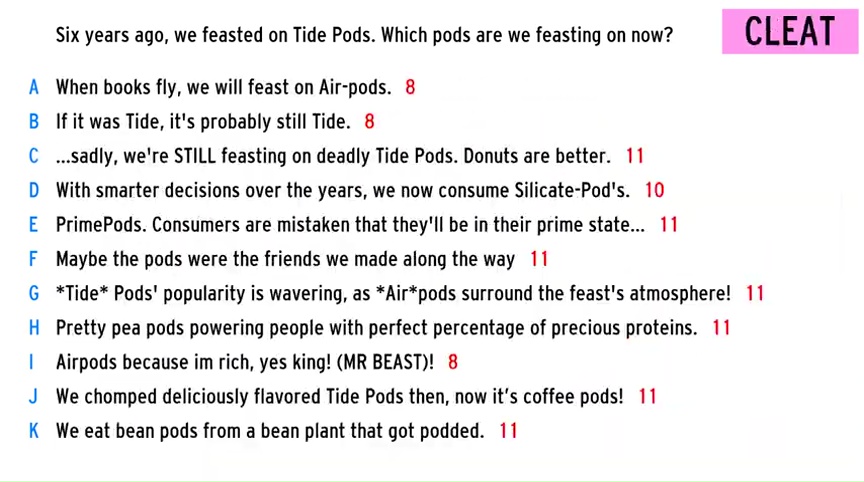 Six years ago, we feasted on Tide Pods. Which pods are we feasting on now?
CLEAT
A When books fly, we will feast on Air-pods. 8
B If it was Tide, it's probably still Tide. 8
C ...sadly, we're STILL feasting on deadly Tide Pods. Donuts are better. 11
D With smarter decisions over the years, we now consume Silicate-Pod's. 10
E PrimePods. Consumers are mistaken that they'll be in their prime state... 11
F Maybe the pods were the friends we made along the way 11
G *Tide* Pods' popularity is wavering, as *Air*pods surround the feast's atmosphere! 11
H Pretty pea pods powering people with perfect percentage of precious proteins. 11
I Airpods because im rich, yes king! (MR BEAST)! 8
J We chomped deliciously flavored Tide Pods then, now it's coffee pods! 11
K We eat bean pods from a bean plant that got podded. 11